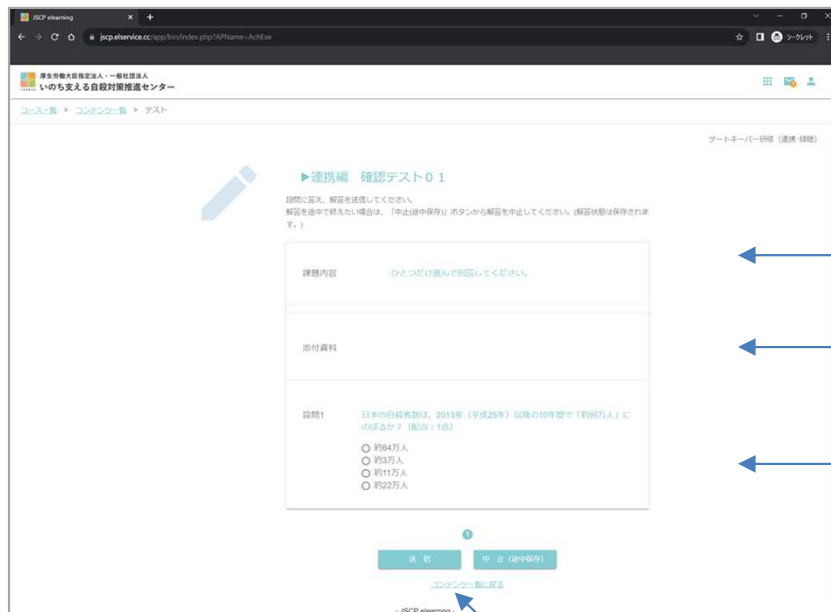 JSCP elearning
jscp.elservice.cc/app/bin/index.php?APName=AchExe
シークレット
厚生労働大臣指定法人・一般社団法人
いのち支える自殺対策推進センター
コース一覧 > コンテンツ一覧 > テスト
ゲートキーパー研修（連携・傾聴）
▶連携編 確認テスト01
設問に答え、解答を送信してください。
解答を途中で終えたい場合は、「中止(途中保存)」ボタンから解答を中止してください。(解答状態は保存されま
す。)
課題内容 ひとつだけ選んで回答してください。
添付資料
設問1 日本の自殺者数は、2013年（平成25年）以降の10年間で「約何万人」に
のぼるか？（配点：1点）
約64万人
約3万人
約11万人
約22万人
1
送 信 中 止（途中保存）
コンテンツ一覧に戻る
- JSCP elearning -